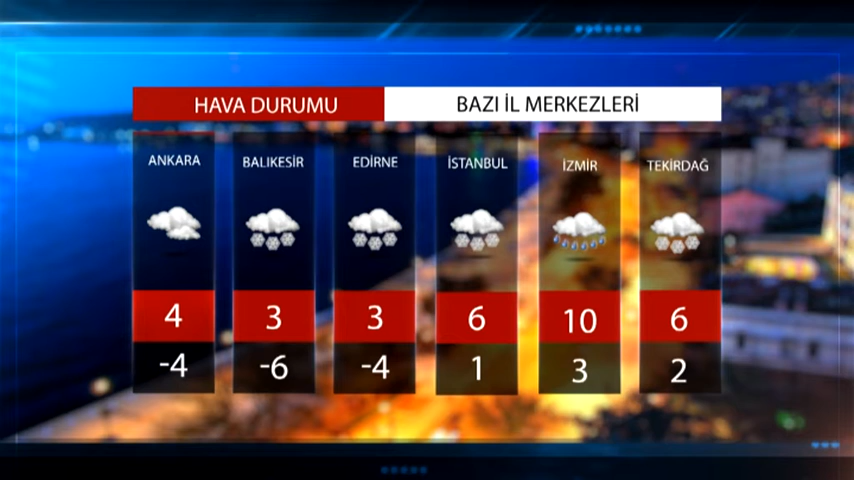 HAVA DURUMU BAZI İL MERKEZLERİ
ANKARA BALIKESİR EDİRNE İSTANBUL İZMİR TEKİRDAĞ
4 3 3 6 10 6
-4 -6 -4 1 3 2